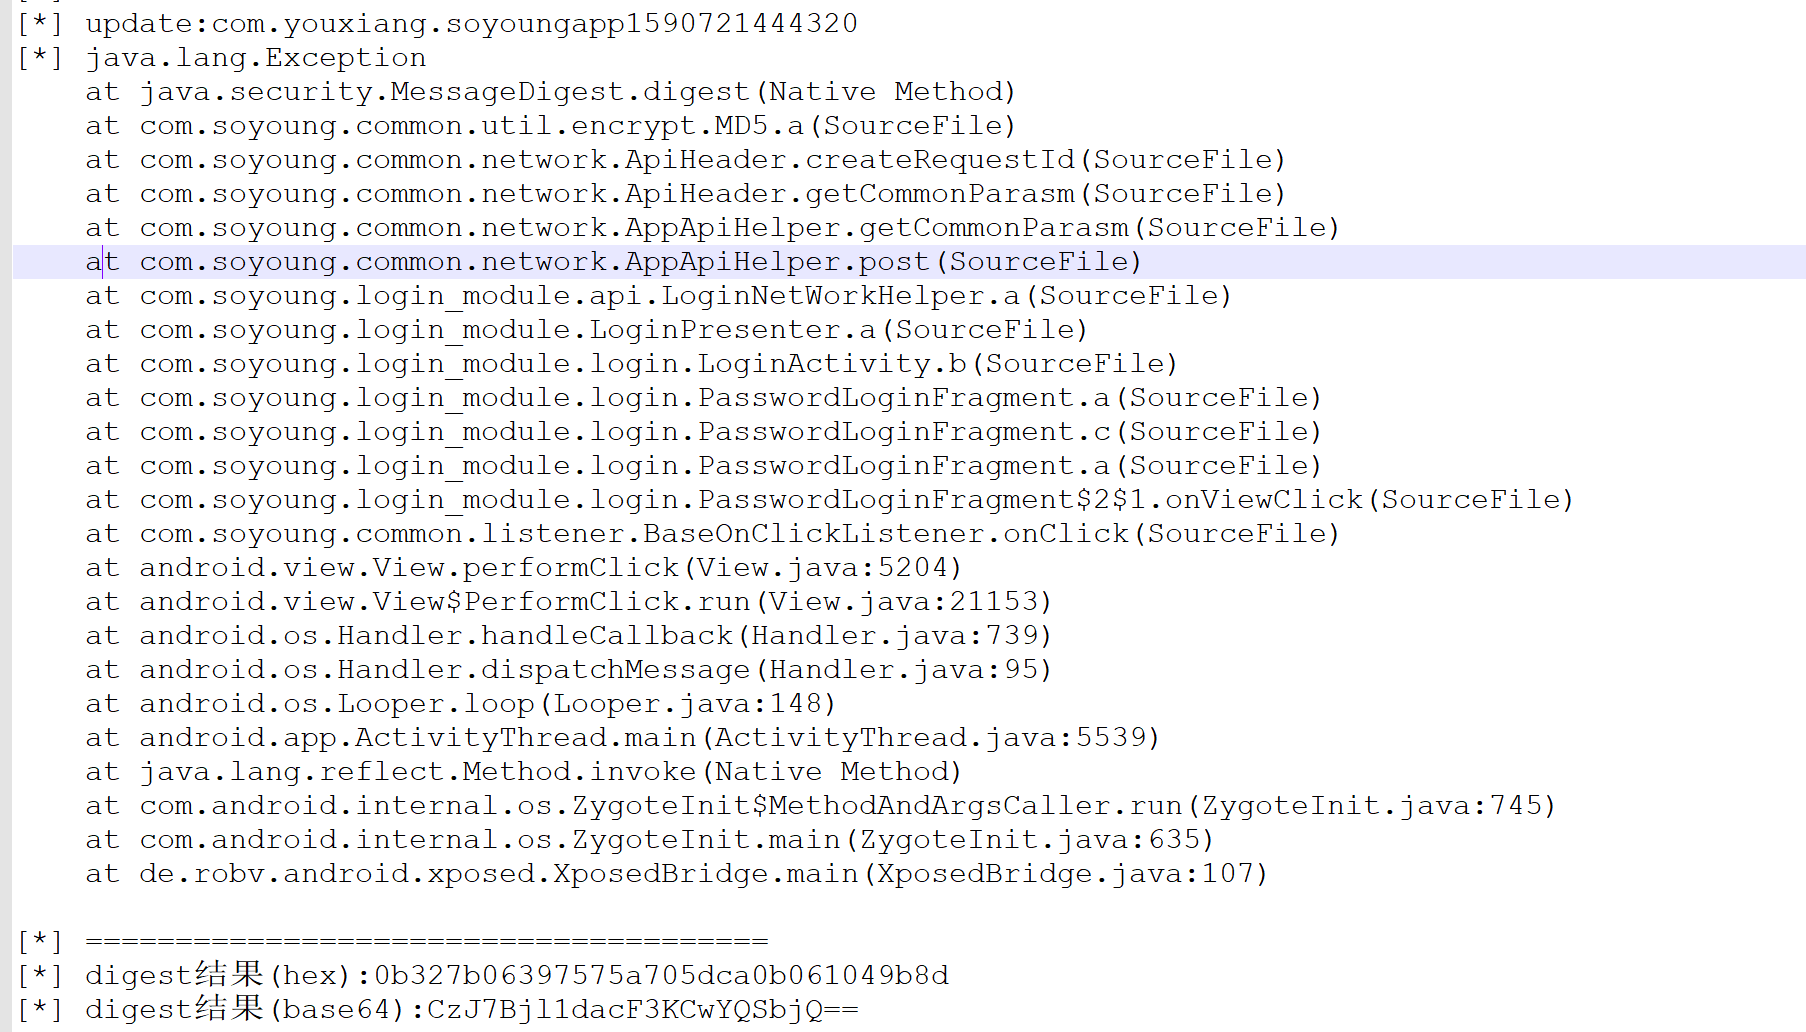 [*] update:com.youxiang.soyoungapp1590721444320
[*] java.lang.Exception
    at java.security.MessageDigest.digest(Native Method)
    at com.soyoung.common.util.encrypt.MD5.a(SourceFile)
    at com.soyoung.common.network.ApiHeader.createRequestId(SourceFile)
    at com.soyoung.common.network.ApiHeader.getCommonParasm(SourceFile)
    at com.soyoung.common.network.AppApiHelper.getCommonParasm(SourceFile)
    at com.soyoung.common.network.AppApiHelper.post(SourceFile)
    at com.soyoung.login_module.api.LoginNetWorkHelper.a(SourceFile)
    at com.soyoung.login_module.LoginPresenter.a(SourceFile)
    at com.soyoung.login_module.login.LoginActivity.b(SourceFile)
    at com.soyoung.login_module.login.PasswordLoginFragment.a(SourceFile)
    at com.soyoung.login_module.login.PasswordLoginFragment.c(SourceFile)
    at com.soyoung.login_module.login.PasswordLoginFragment.a(SourceFile)
    at com.soyoung.login_module.login.PasswordLoginFragment$2$1.onViewClick(SourceFile)
    at com.soyoung.common.listener.BaseOnClickListener.onClick(SourceFile)
    at android.view.View.performClick(View.java:5204)
    at android.view.View$PerformClick.run(View.java:21153)
    at android.os.Handler.handleCallback(Handler.java:739)
    at android.os.Handler.dispatchMessage(Handler.java:95)
    at android.os.Looper.loop(Looper.java:148)
    at android.app.ActivityThread.main(ActivityThread.java:5539)
    at java.lang.reflect.Method.invoke(Native Method)
    at com.android.internal.os.ZygoteInit$MethodAndArgsCaller.run(ZygoteInit.java:745)
    at com.android.internal.os.ZygoteInit.main(ZygoteInit.java:635)
    at de.robv.android.xposed.XposedBridge.main(XposedBridge.java:107)
[*] ======================================
[*] digest结果(hex):0b327b06397575a705dca0b061049b8d
[*] digest结果(base64):CzJ7Bjl1dacF3KCwYQSbjQ==